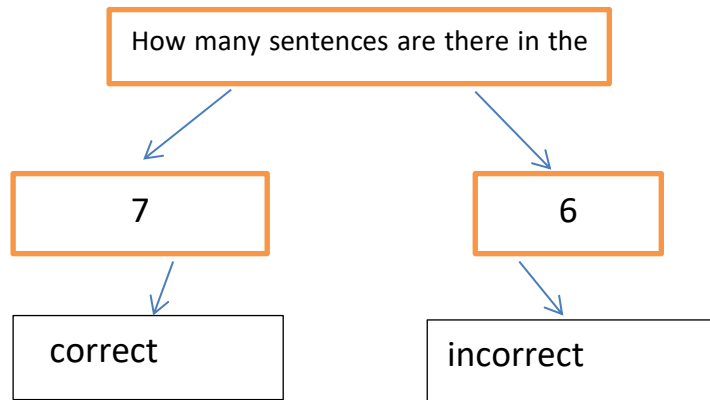 How many sentences are there in the
7
6
correct
incorrect